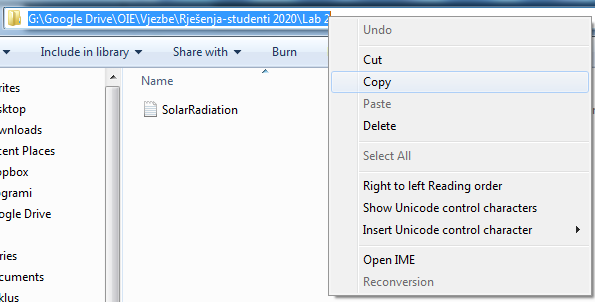 G:\Google Drive\OIE\Vjezbe\Rješenja-studenti 2020\Lab 2
Include in library
Share with
Burn
Name
SolarRadiation
Undo
Cut
Copy
Paste
Delete
Select All
Right to left Reading order
Show Unicode control characters
Insert Unicode control character
Open IME
Reconversion
rites
sktop
wnloads
cent Places
opbox
ogrami
ogle Drive
ries
cuments
klus